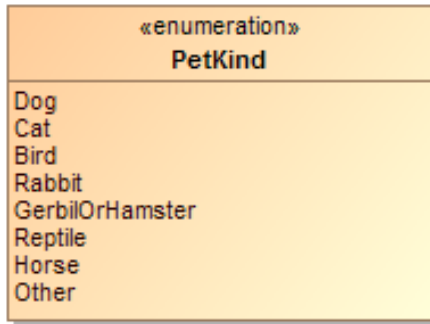 «enumeration»
PetKind
Dog
Cat
Bird
Rabbit
GerbilOrHamster
Reptile
Horse
Other